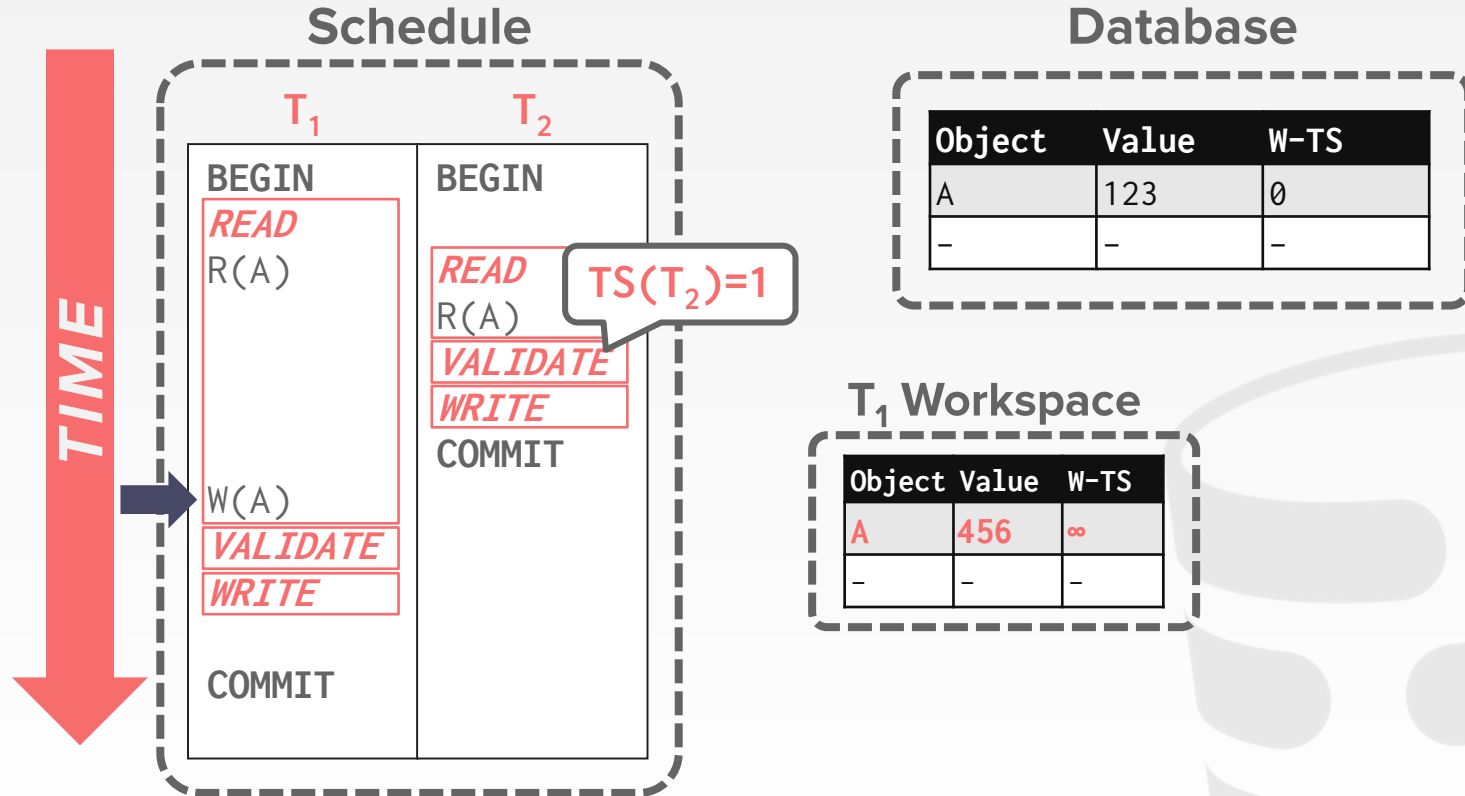 Schedule
T₁ T₂
BEGIN BEGIN
READ
R(A) READ
TS(T₂)=1
R(A)
VALIDATE
WRITE
COMMIT
W(A)
VALIDATE
WRITE
COMMIT
TIME
Database
Object Value W-TS
A 123 0
– – –
T₁ Workspace
Object Value W-TS
A 456 ∞
– – –